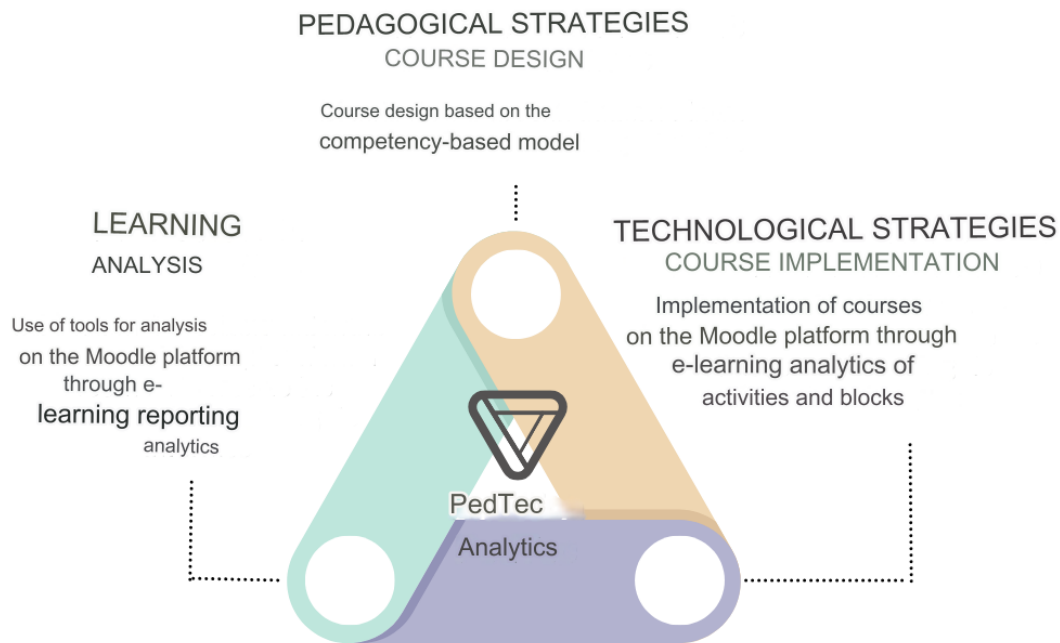 PEDAGOGICAL STRATEGIES
COURSE DESIGN
Course design based on the
competency-based model
LEARNING
ANALYSIS
Use of tools for analysis
on the Moodle platform
through e-
learning reporting
analytics
TECHNOLOGICAL STRATEGIES
COURSE IMPLEMENTATION
Implementation of courses
on the Moodle platform through
e-learning analytics of
activities and blocks
PedTec
Analytics